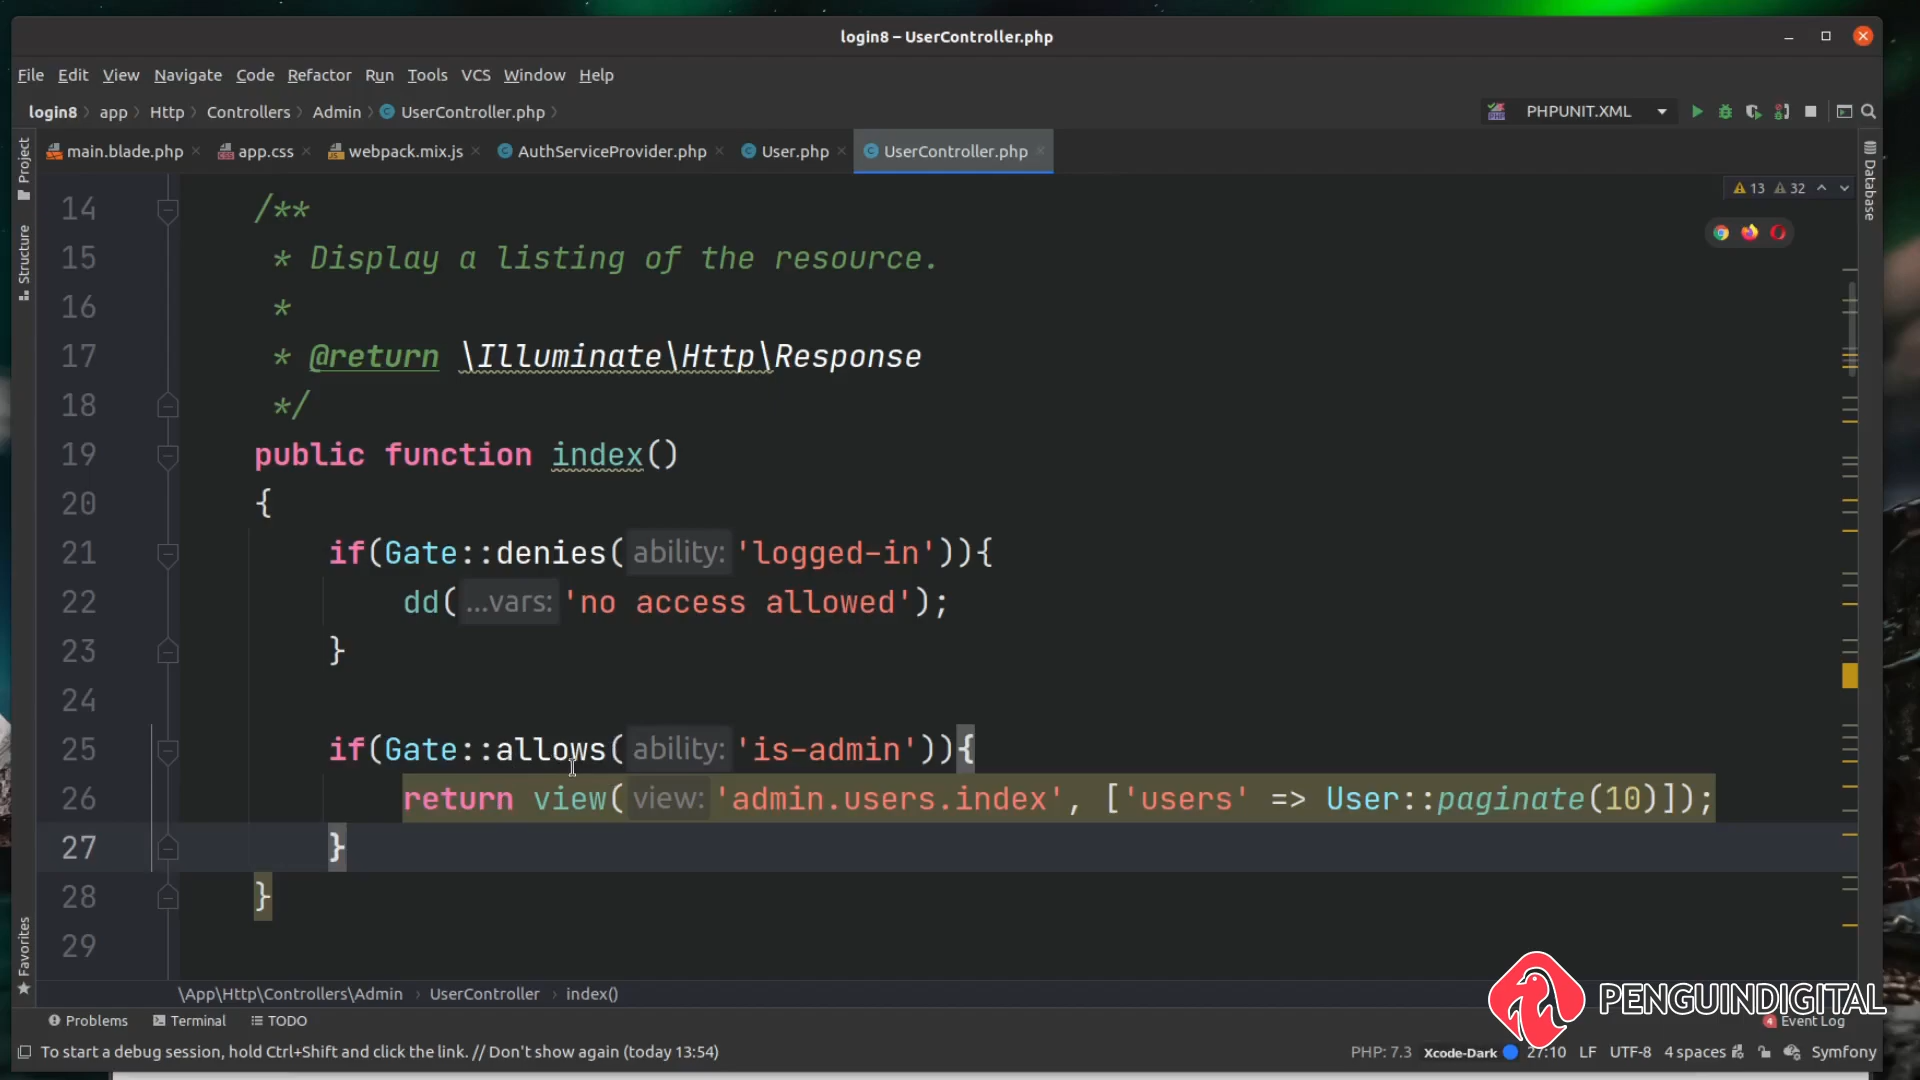 login8 – UserController.php
File Edit View Navigate Code Refactor Run Tools VCS Window Help
login8 app Http Controllers Admin UserController.php PHPUNIT.XML
main.blade.php app.css webpack.mix.js AuthServiceProvider.php User.php UserController.php
Project
Structure
Favorites
Database
13 32
14 /**
15 * Display a listing of the resource.
16 *
17 * @return \Illuminate\Http\Response
18 */
19 public function index()
20 {
21 if(Gate::denies( ability: 'logged-in')){
22 dd( ...vars: 'no access allowed');
23 }
24
25 if(Gate::allows( ability: 'is-admin')){
26 return view( view: 'admin.users.index', ['users' => User::paginate(10)]);
27 }
28 }
29
\App\Http\Controllers\Admin UserController index()
PENGUINDIGITAL
Problems Terminal TODO 4 Event Log
To start a debug session, hold Ctrl+Shift and click the link. // Don't show again (today 13:54) PHP: 7.3 Xcode-Dark 27:10 LF UTF-8 4 spaces Symfony